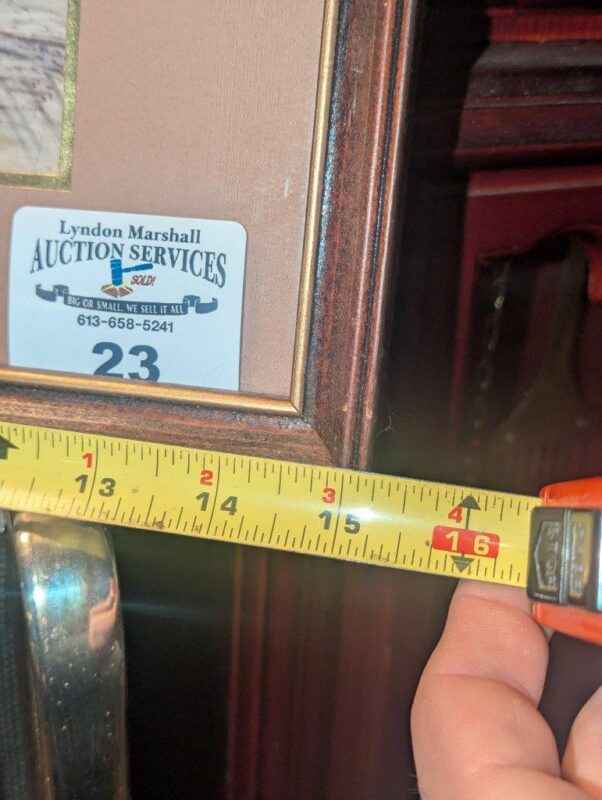 Lyndon Marshall
AUCTION SERVICES
SOLD!
BIG OR SMALL, WE SELL IT ALL
613-658-5241
23
1 2 3 4
13 14 15 16